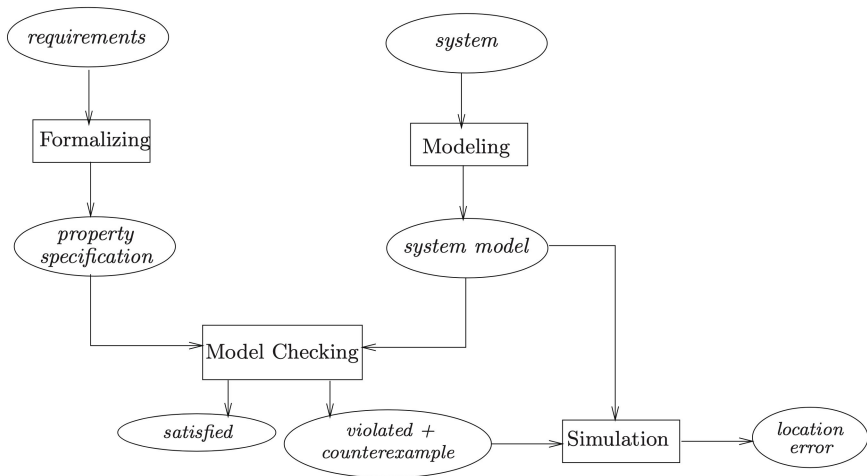 requirements
system
Formalizing
Modeling
property
specification
system model
Model Checking
satisfied
violated +
counterexample
Simulation
location
error